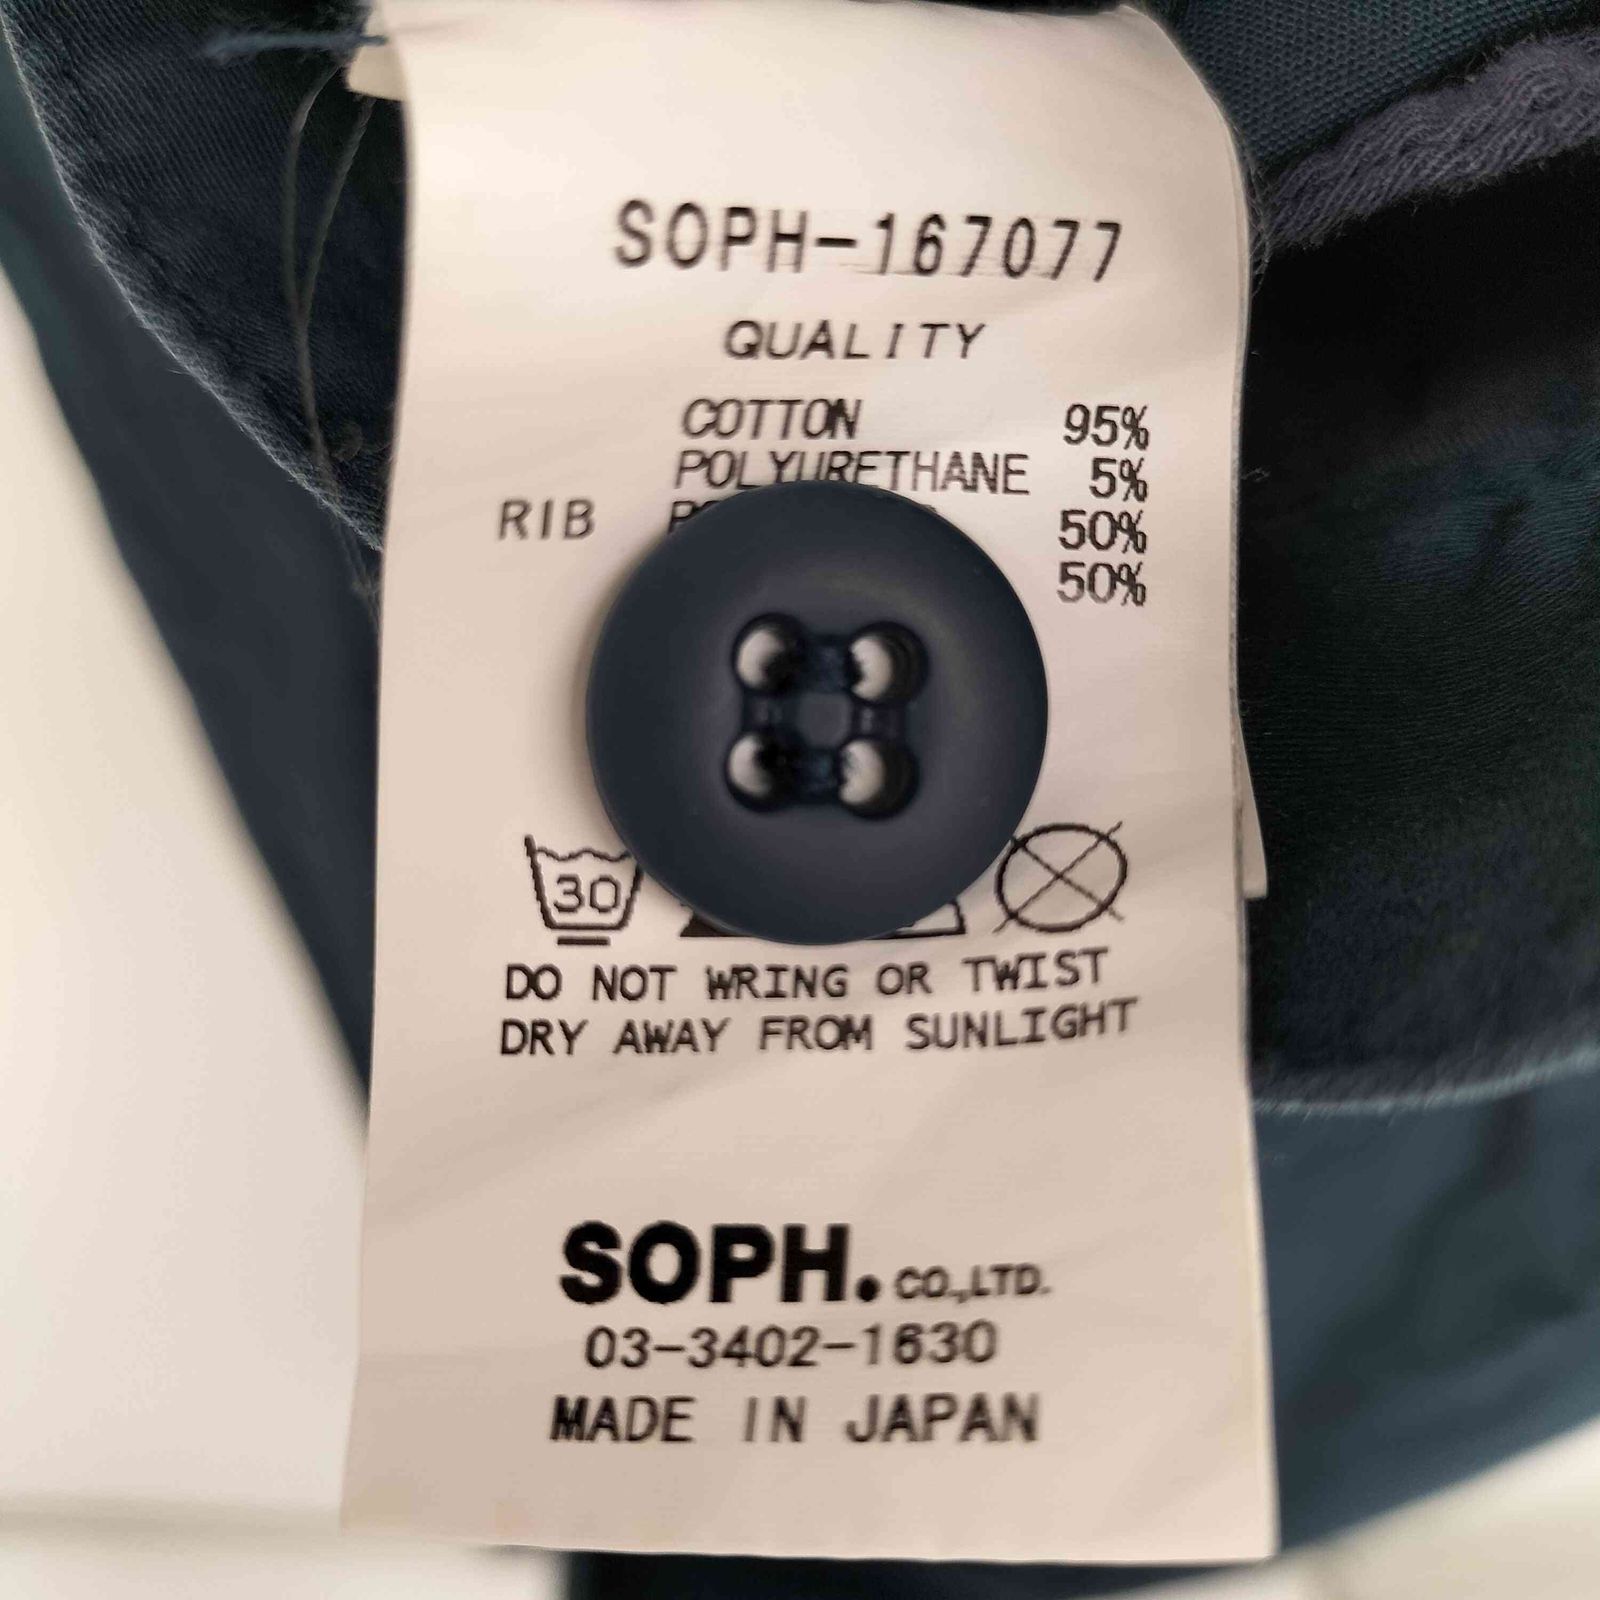 SOPH-167077
QUALITY
COTTON 95%
POLYURETHANE 5%
RIB 50%
50%
30
DO NOT WRING OR TWIST
DRY AWAY FROM SUNLIGHT
SOPH. CO.,LTD.
03-3402-1630
MADE IN JAPAN